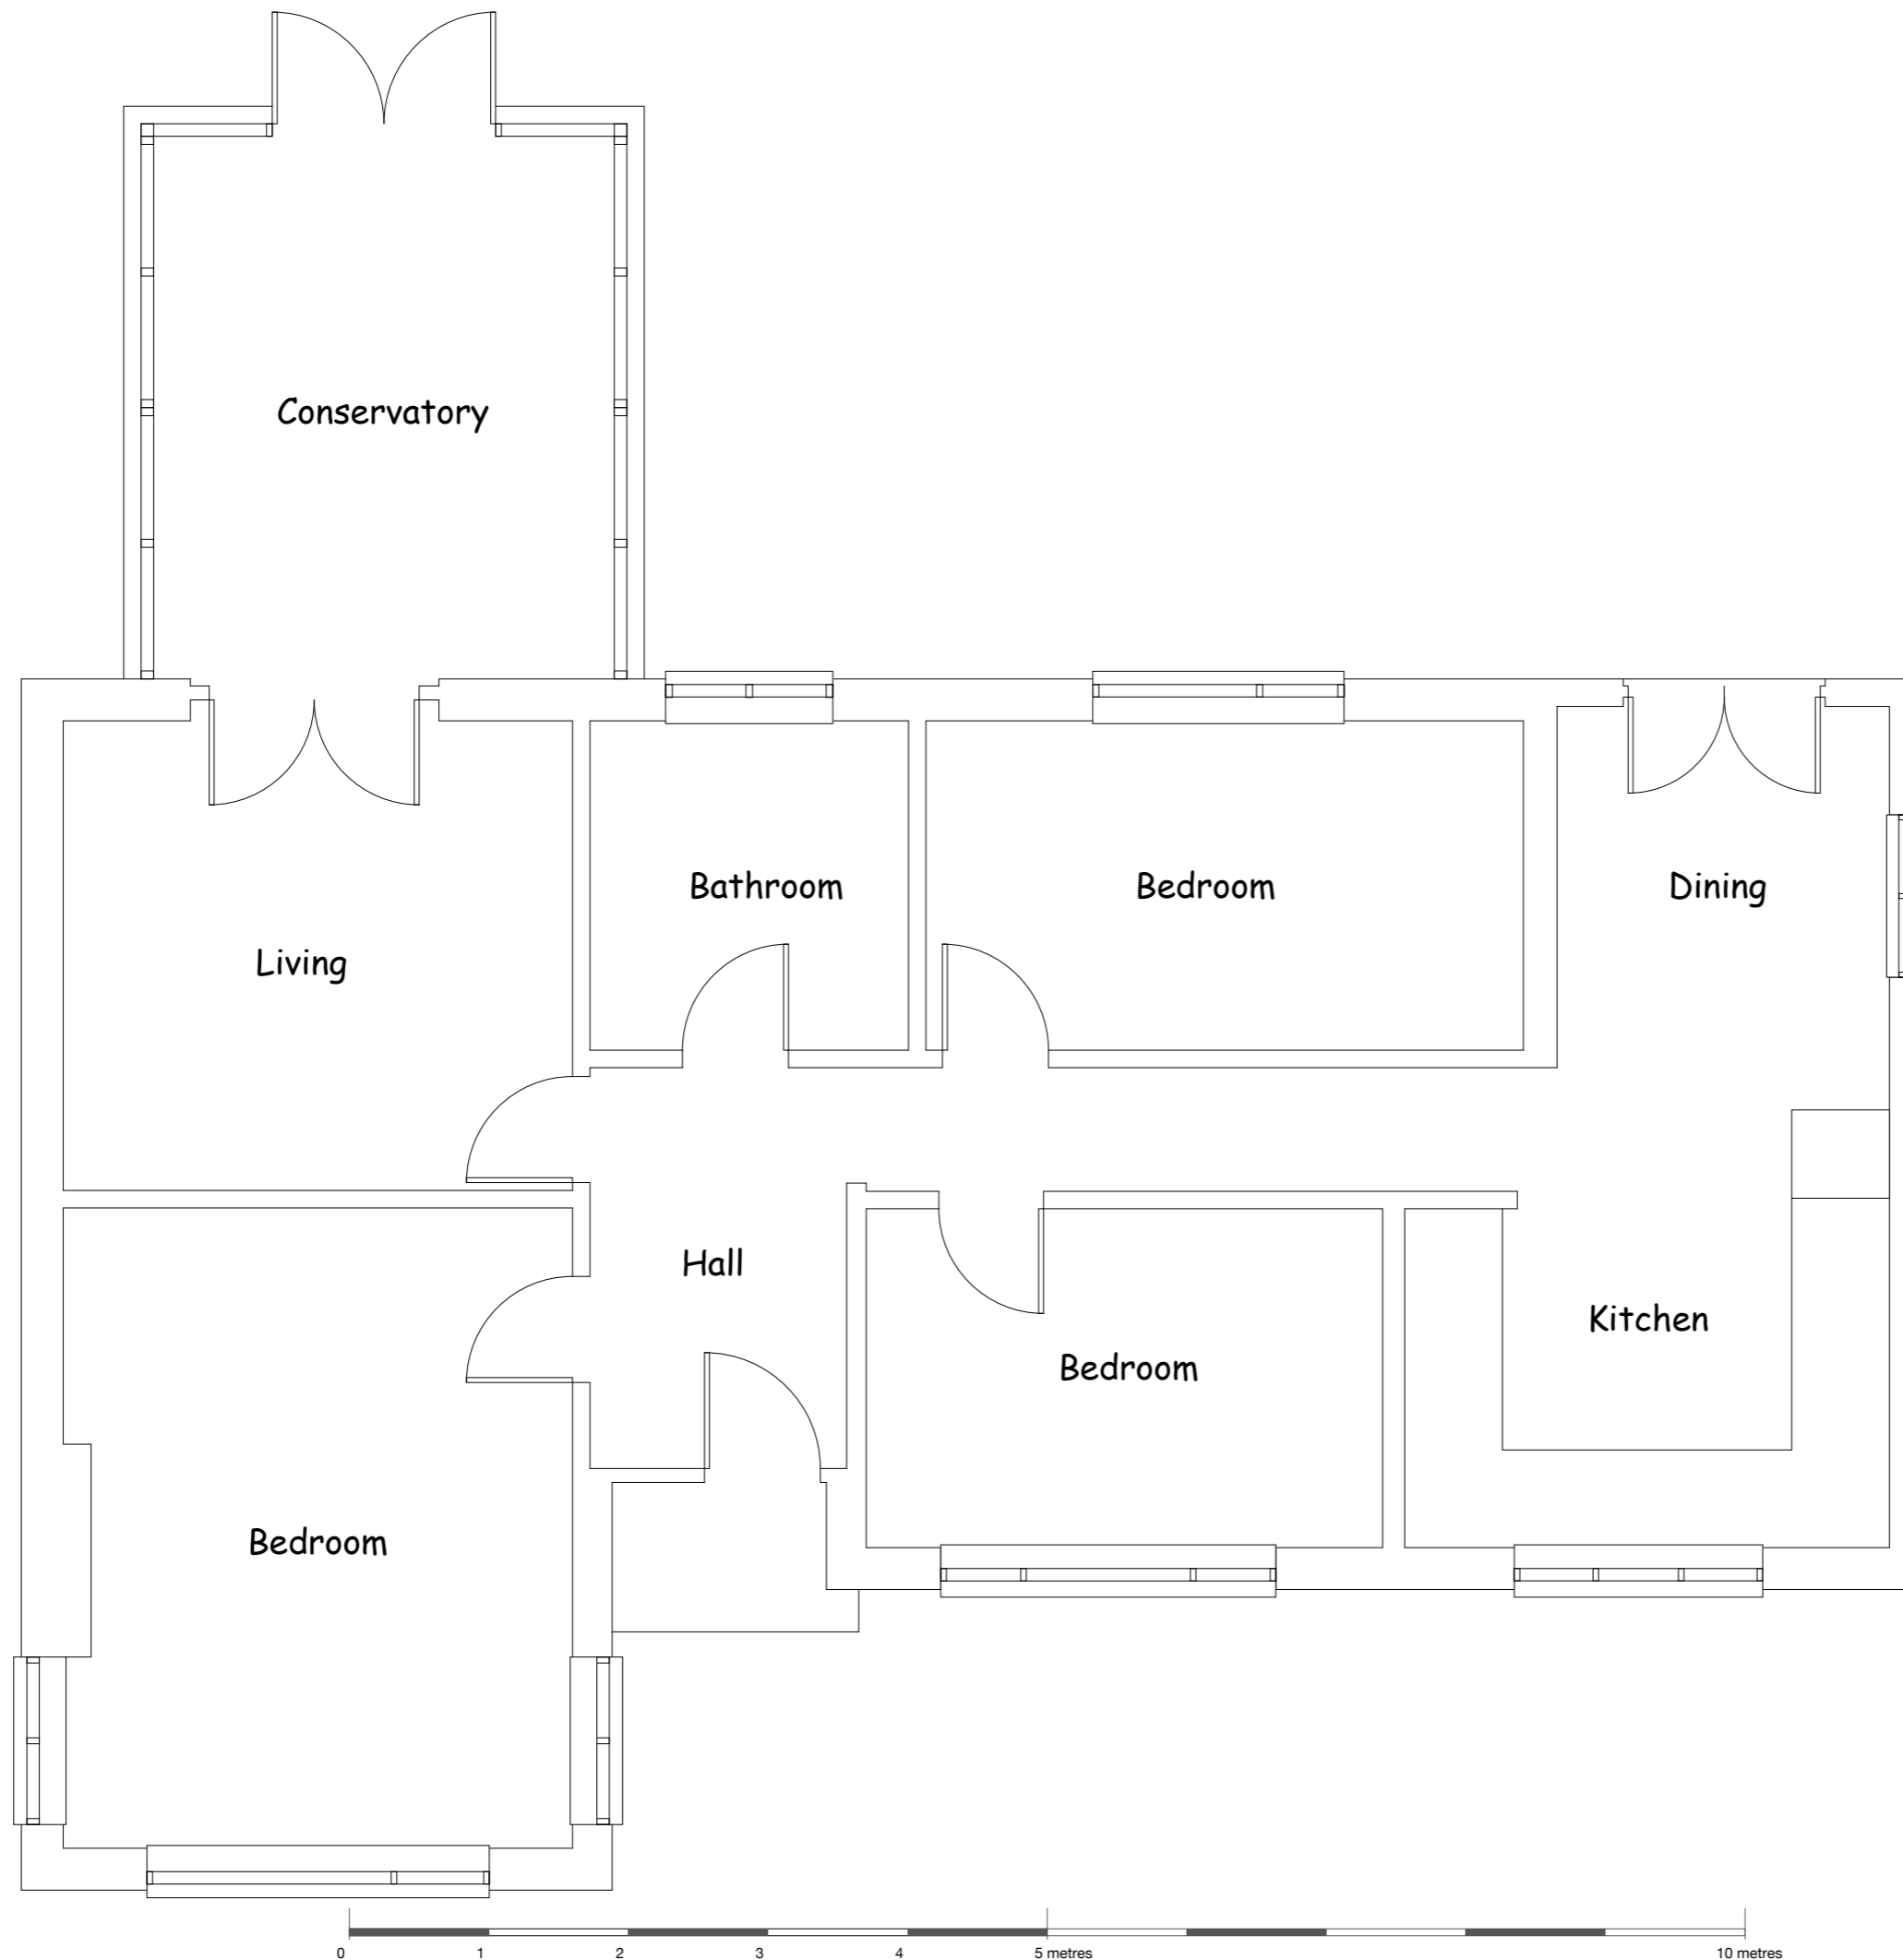 Conservatory
Bathroom
Bedroom
Dining
Living
Hall
Kitchen
Bedroom
Bedroom
0 1 2 3 4 5 metres 10 metres